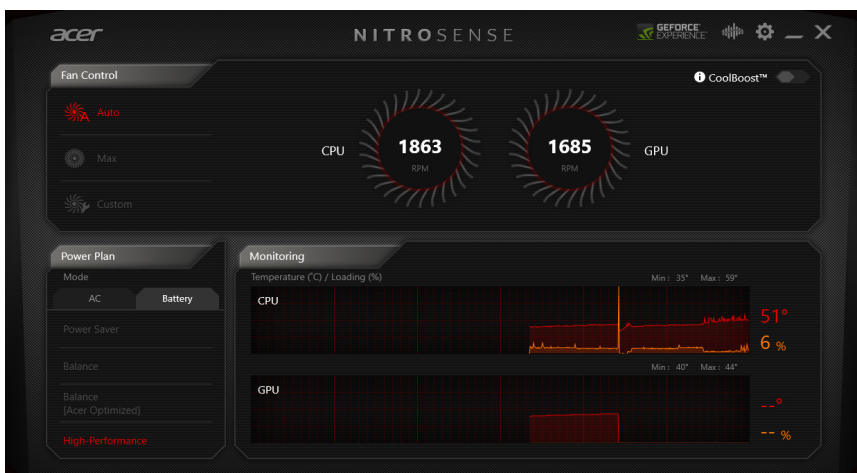 acer
NITROSENSE
GEFORCE
EXPERIENCE
Fan Control
CoolBoost™
Auto
Max
Custom
CPU
1863
RPM
1685
RPM
GPU
Power Plan
Mode
AC
Battery
Power Saver
Balance
Balance
[Acer Optimized]
High-Performance
Monitoring
Temperature (°C) / Loading (%)
Min : 35° Max : 59°
CPU
51°
6 %
Min : 40° Max : 44°
GPU
--°
-- %